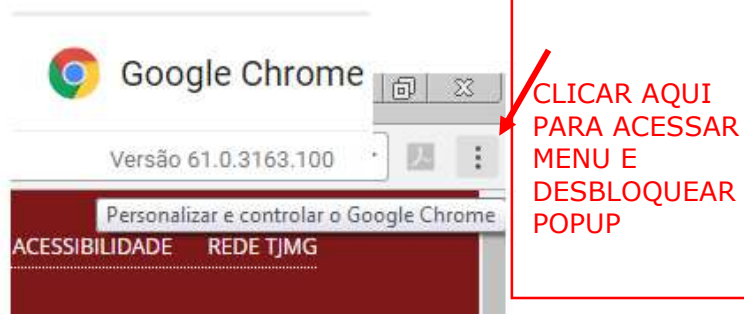 Google Chrome
Versão 61.0.3163.100
Personalizar e controlar o Google Chrome
ACESSIBILIDADE REDE TJMG
CLICAR AQUI
PARA ACESSAR
MENU E
DESBLOQUEAR
POPUP